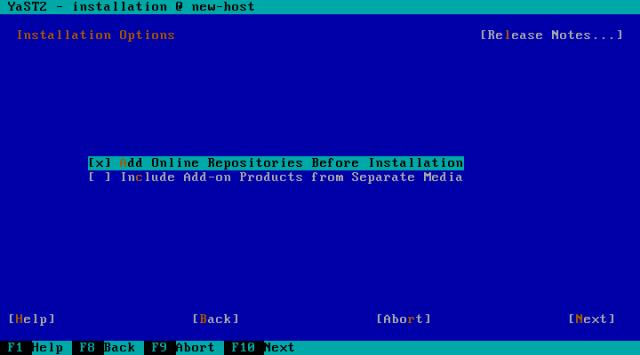 YaST2 - installation @ new-host
Installation Options [Release Notes...]
[x] Add Online Repositories Before Installation
[ ] Include Add-on Products from Separate Media
[Help] [Back] [Abort] [Next]
F1 Help F8 Back F9 Abort F10 Next